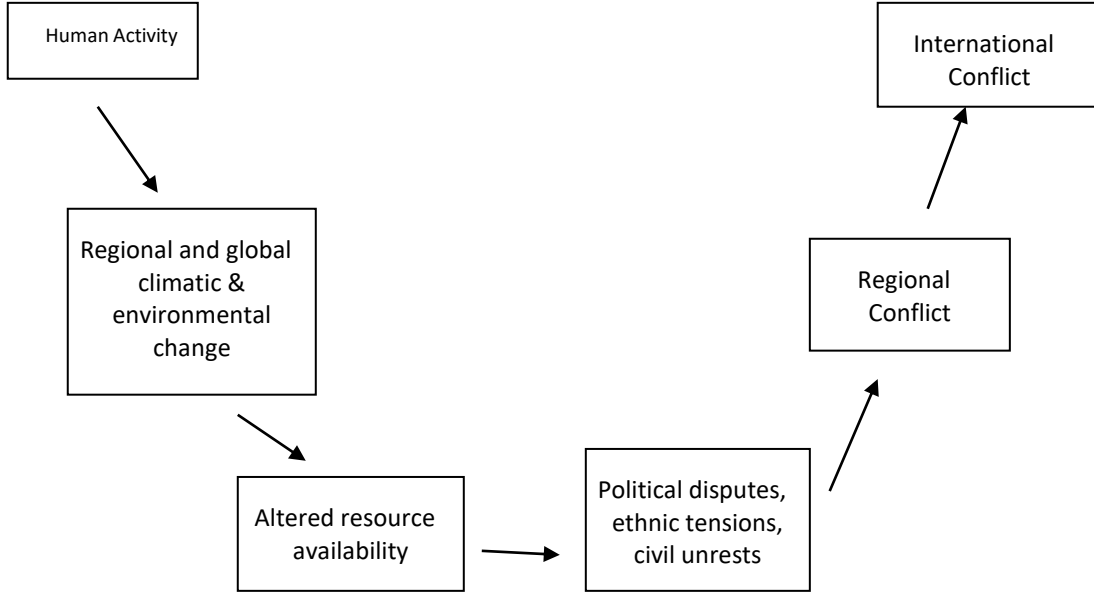 Human Activity
Regional and global
climatic &
environmental
change
Altered resource
availability
Political disputes,
ethnic tensions,
civil unrests
Regional
Conflict
International
Conflict